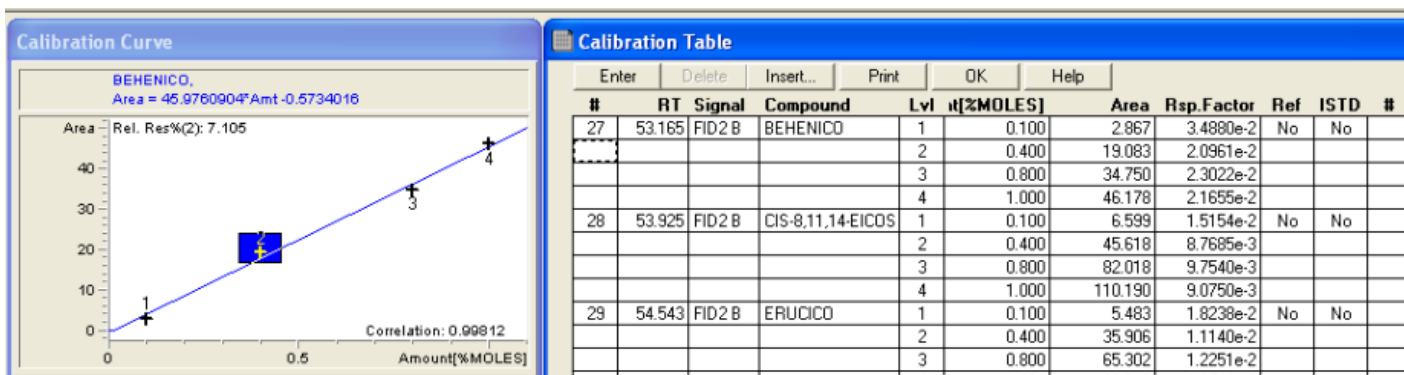 Calibration Curve
BEHENICO,
Area = 45.9760904*Amt -0.5734016
Area
Rel. Res%(2): 7.105
40
30
20
10
0
1
2
3
4
Correlation: 0.99812
0
0.5
Amount[%MOLES]
Calibration Table
Enter Delete Insert... Print OK Help
# RT Signal Compound Lvl ıt[%MOLES] Area Rsp.Factor Ref ISTD #
27 53.165 FID2 B BEHENICO 1 0.100 2.867 3.4880e-2 No No
2 0.400 19.083 2.0961e-2
3 0.800 34.750 2.3022e-2
4 1.000 46.178 2.1655e-2
28 53.925 FID2 B CIS-8,11,14-EICOS 1 0.100 6.599 1.5154e-2 No No
2 0.400 45.618 8.7685e-3
3 0.800 82.018 9.7540e-3
4 1.000 110.190 9.0750e-3
29 54.543 FID2 B ERUCICO 1 0.100 5.483 1.8238e-2 No No
2 0.400 35.906 1.1140e-2
3 0.800 65.302 1.2251e-2